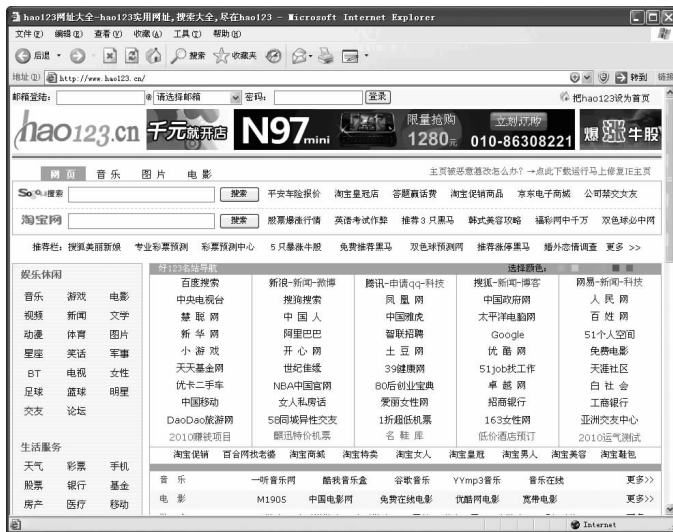 hao123网址大全-hao123实用网址,搜索大全,尽在hao123 - Microsoft Internet Explorer
文件(F) 编辑(E) 查看(V) 收藏(A) 工具(T) 帮助(H)
后退 搜索 收藏夹
地址(D) http://www.hao123.cn/ 转到 链接
邮箱登陆: @ 请选择邮箱 密码: 登录 把hao123设为首页
hao123.cn 千元就开店 N97 mini 限量抢购 1280元 立刻订购 010-86308221 爆 涨 牛股
网页 音乐 图片 电影 主页被恶意篡改怎么办?→点此下载运行马上修复IE主页
搜索 搜索 平安车险报价 淘宝皇冠店 答题赢话费 淘宝促销商品 京东电子商城 公司禁交女友
淘宝网 搜索 股票爆涨行情 英语考试作弊 推荐3只黑马 韩式美容攻略 福彩网中千万 双色球必中网
推荐栏: 搜狐美丽新娘 专业彩票预测 彩票预测中心 5只暴涨牛股 免费推荐黑马 双色球预测网 推荐涨停黑马 婚外恋情调查 更多 >>
娱乐休闲 好123名站导航 选择颜色:
百度搜索 新浪-新闻-微博 腾讯-申请qq-科技 搜狐-新闻-博客 网易-新闻-科技
音乐 游戏 电影 中央电视台 搜狗搜索 凤凰网 中国政府网 人民网
视频 新闻 文学 慧聪网 中国人 中国雅虎 太平洋电脑网 百姓网
动漫 体育 图片 新华网 阿里巴巴 智联招聘 Google 51个人空间
星座 笑话 军事 小游戏 开心网 土豆网 优酷网 免费电影
BT 电视 女性 天天基金网 世纪佳缘 39健康网 51job找工作 天涯社区
足球 篮球 明星 优卡二手车 NBA中国官网 80后创业宝典 卓越网 白社会
交友 论坛 中国移动 女人私房话 爱丽女性网 招商银行 工商银行
DaoDao旅游网 58同城异性交友 1折超低机票 163女性网 亚洲交友中心
生活服务 2010赚钱项目 翻迅特价机票 名鞋库 低价酒店预订 2010运气测试
天气 彩票 手机 淘宝促销 百合网找老婆 淘宝商城 淘宝特卖 淘宝女人 淘宝皇冠 淘宝男人 淘宝美容 淘宝鞋包
股票 银行 基金 音乐 一听音乐网 酷我音乐盒 谷歌音乐 YYmp3音乐 音乐在线 更多>>
房产 医疗 移动 电影 M1905 中国电影网 免费在线电影 优酷网电影 宽带电影 更多>>
Internet